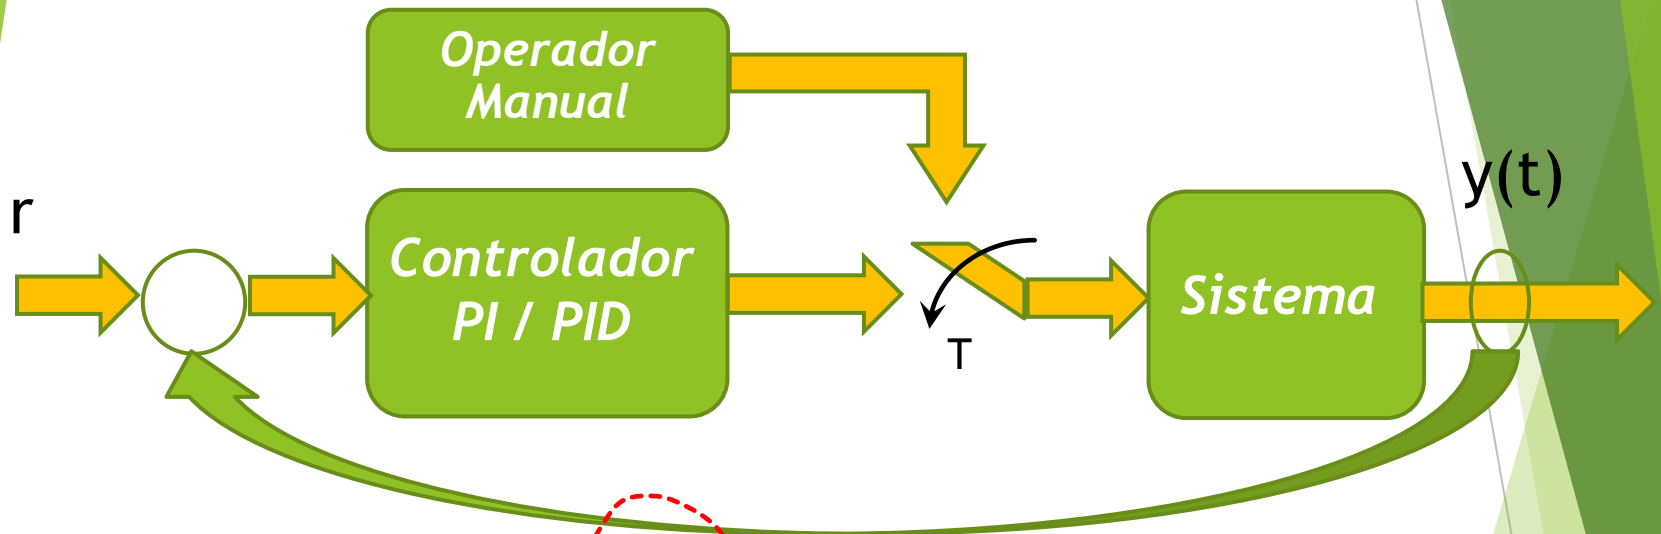 Operador
Manual
r
Controlador
PI / PID
T
Sistema
y(t)